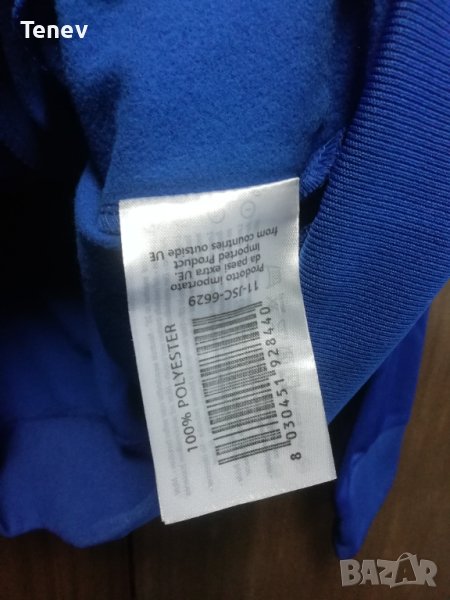 Tenev
100% POLYESTER
8 030451 928440
11-JSC-6629
Prodotto importato
da paesi extra UE.
Imported Product
from countries outside UE
BAZAR